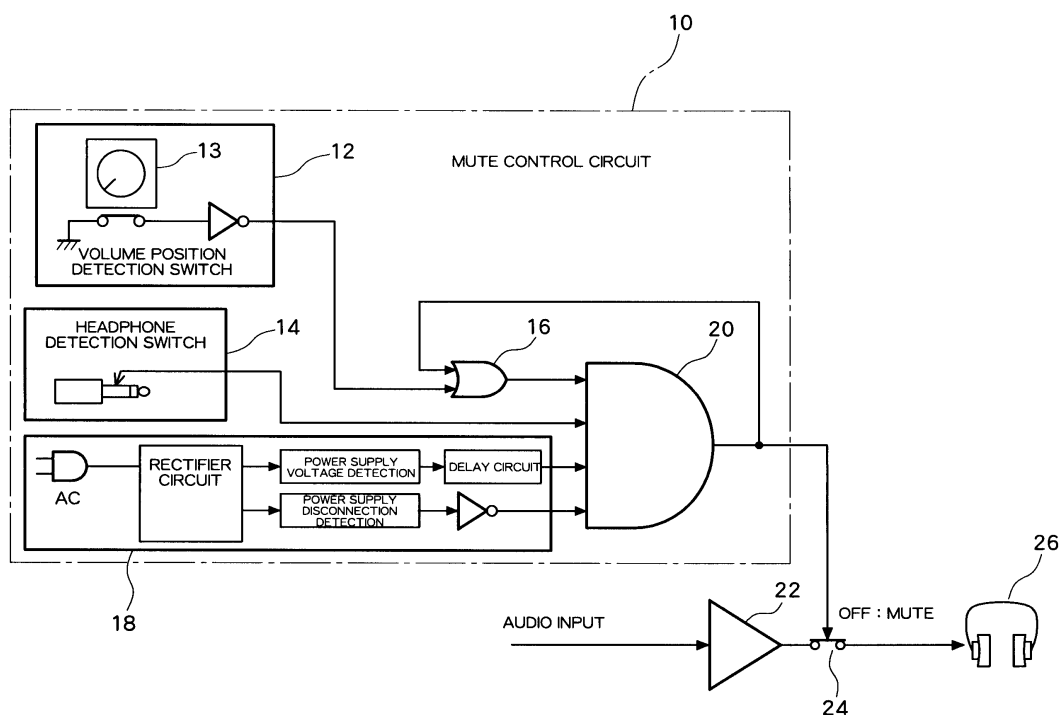 10
13
12
MUTE CONTROL CIRCUIT
VOLUME POSITION
DETECTION SWITCH
HEADPHONE
DETECTION SWITCH
14
16
20
RECTIFIER
CIRCUIT
POWER SUPPLY
VOLTAGE DETECTION
DELAY CIRCUIT
AC
POWER SUPPLY
DISCONNECTION
DETECTION
18
22
26
AUDIO INPUT
OFF : MUTE
24